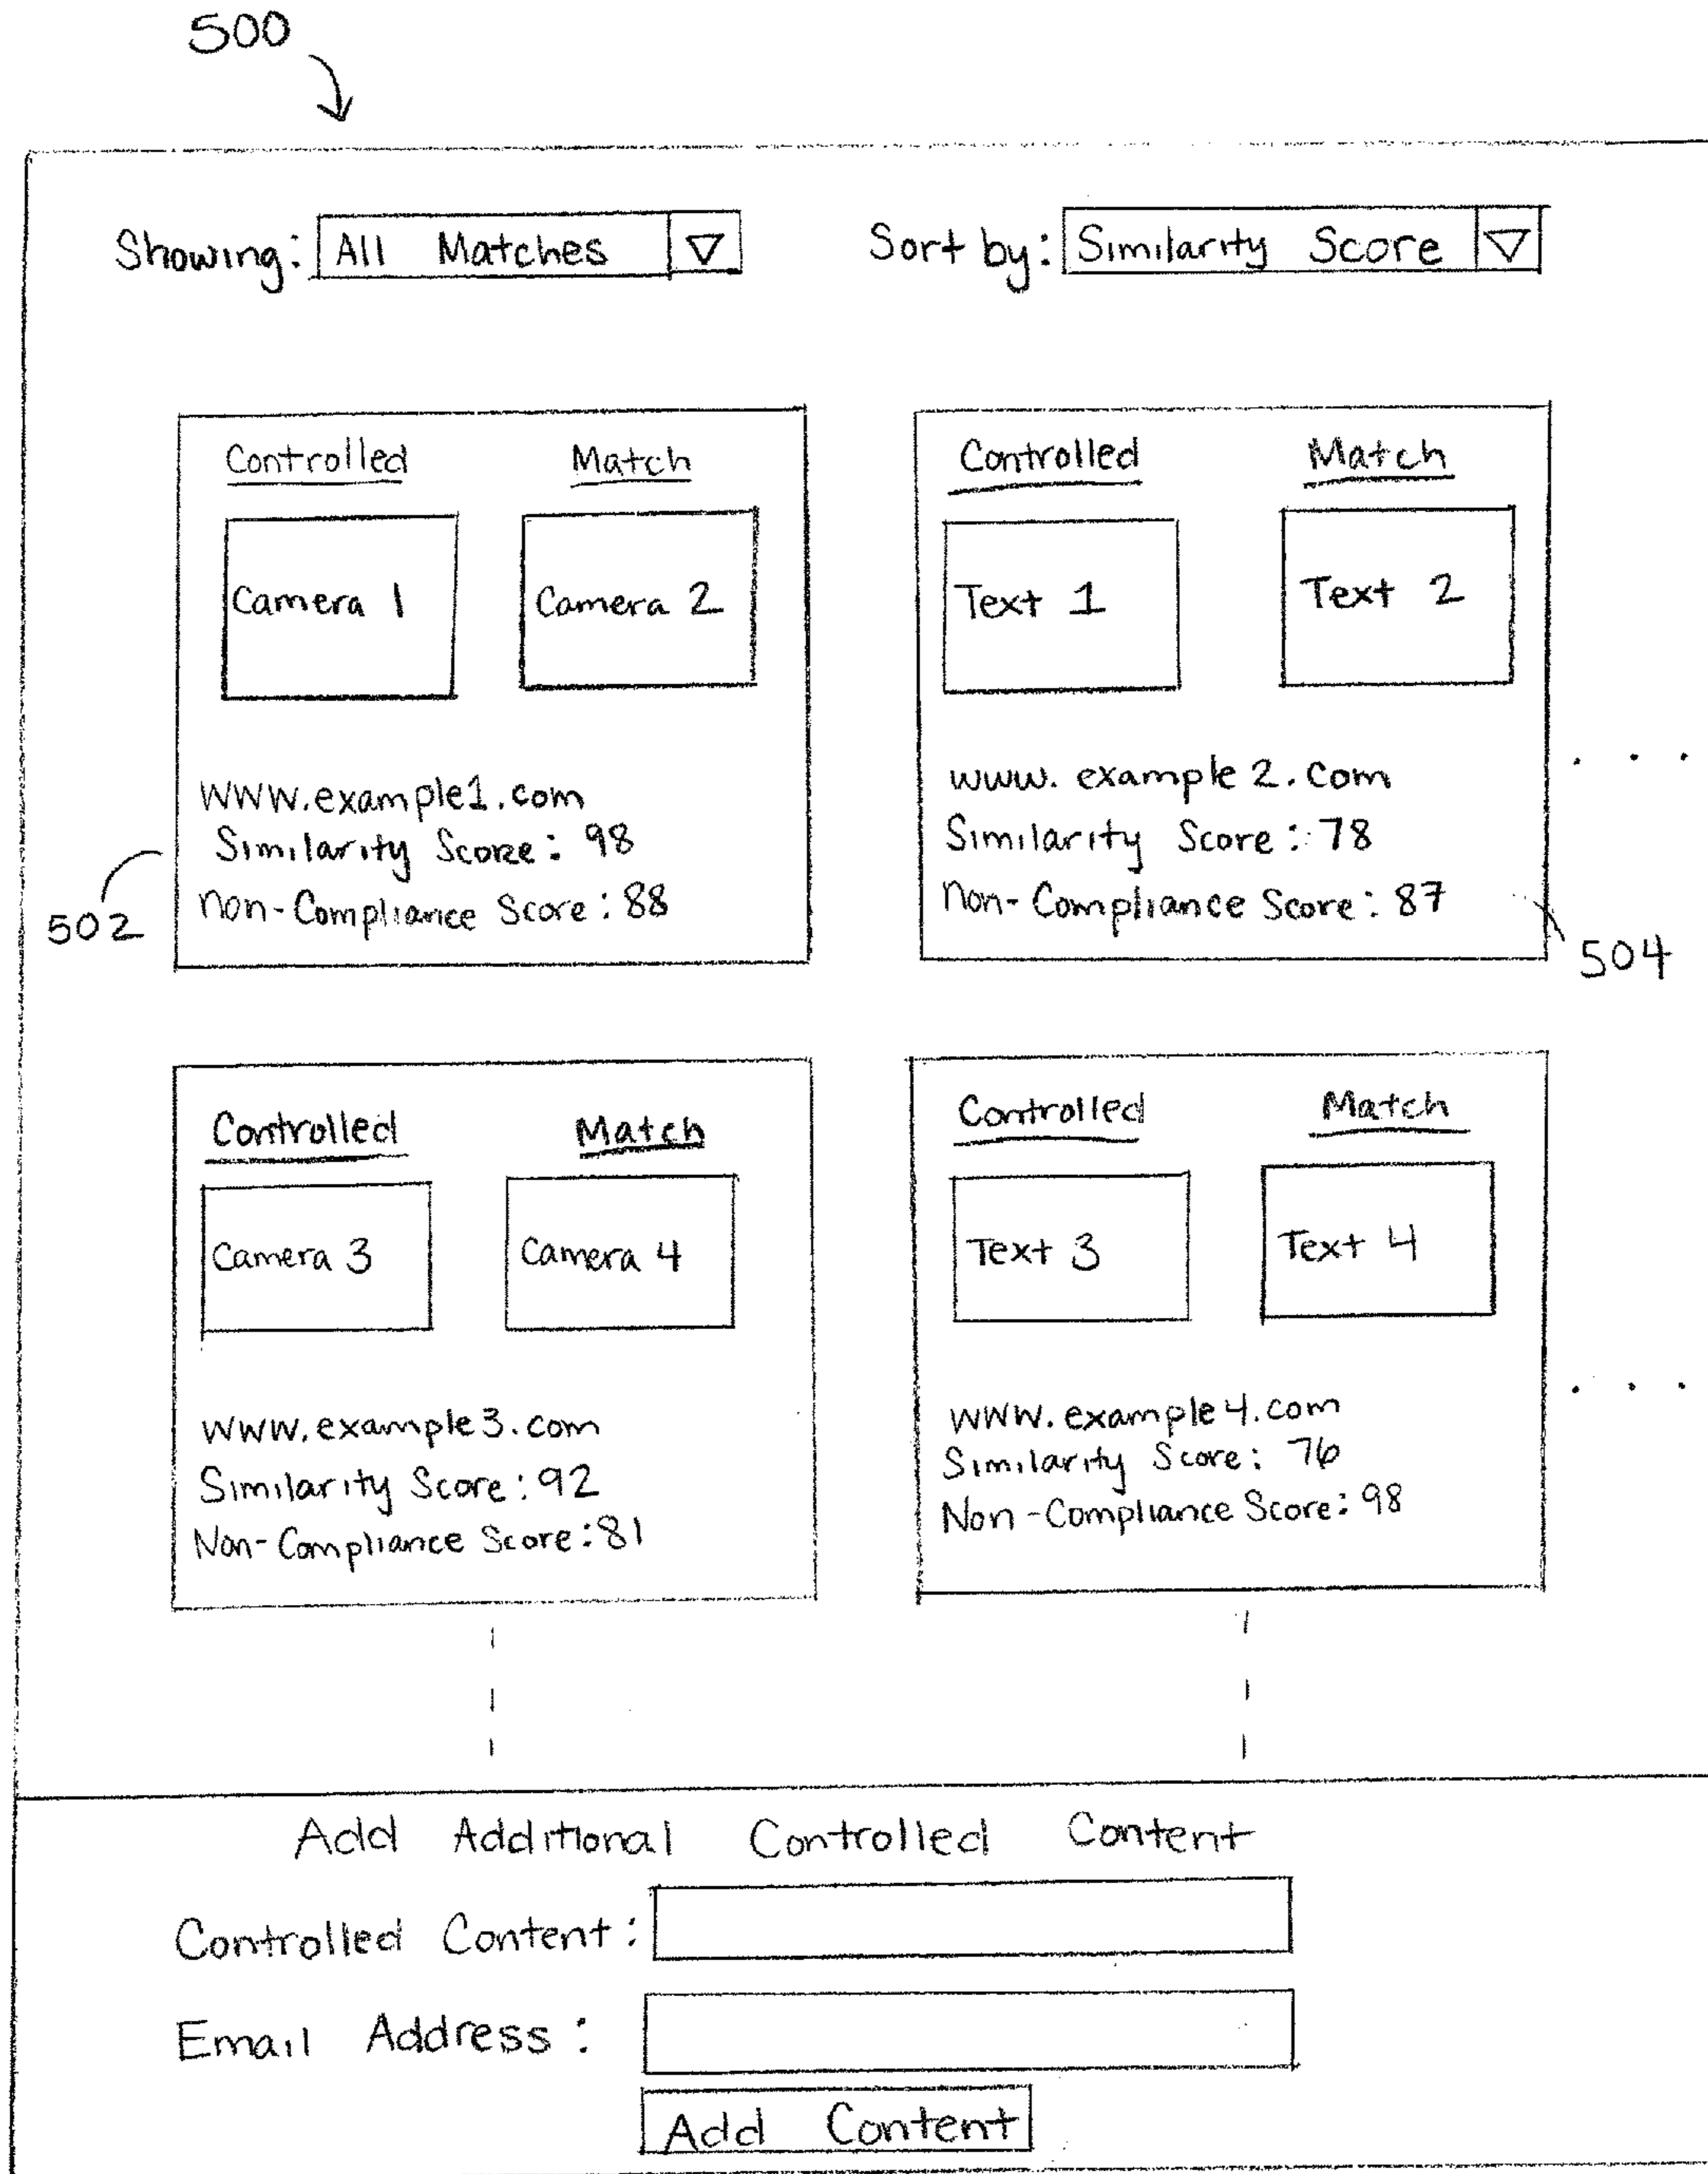 500
Showing: All Matches Sort by: Similarity Score
Controlled Match
Camera 1 Camera 2
www.example1.com
Similarity Score: 98
Non-Compliance Score: 88
502
Controlled Match
Text 1 Text 2
www.example2.com
Similarity Score: 78
Non-Compliance Score: 87
504
. . .
Controlled Match
Camera 3 Camera 4
www.example3.com
Similarity Score: 92
Non-Compliance Score: 81
Controlled Match
Text 3 Text 4
www.example4.com
Similarity Score: 76
Non-Compliance Score: 98
. . .
Add Additional Controlled Content
Controlled Content:
Email Address:
Add Content